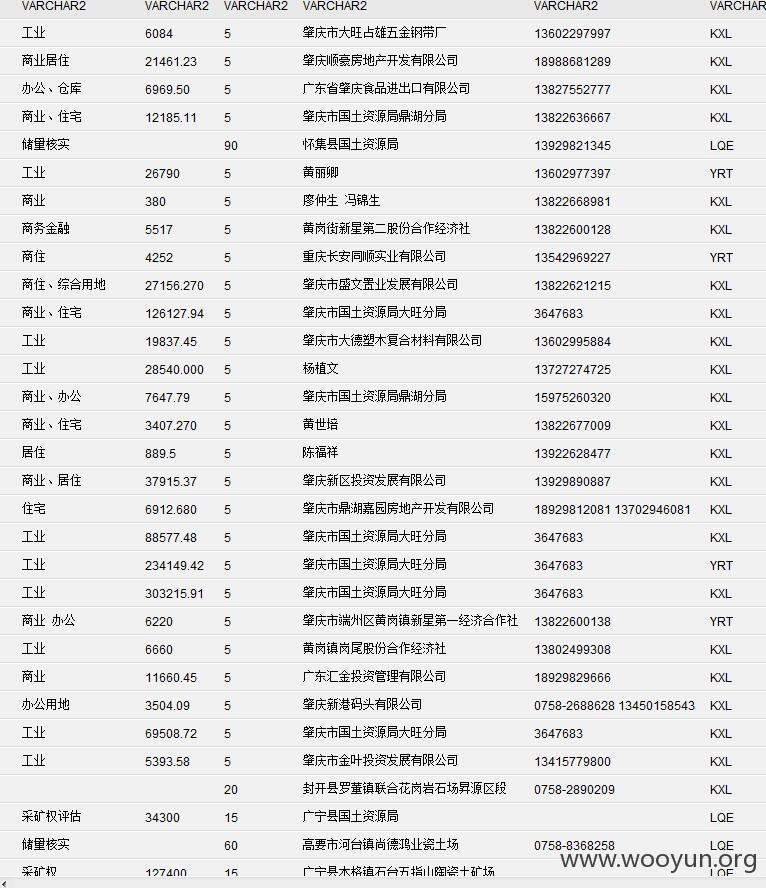 VARCHAR2 VARCHAR2 VARCHAR2 VARCHAR2 VARCHAR2 VARCHAR
工业 6084 5 肇庆市大旺占雄五金钢带厂 13602297997 KXL
商业居住 21461.23 5 肇庆顺豪房地产开发有限公司 18988681289 KXL
办公、仓库 6969.50 5 广东省肇庆食品进出口有限公司 13827552777 KXL
商业、住宅 12185.11 5 肇庆市国土资源局鼎湖分局 13822636667 KXL
储量核实 90 怀集县国土资源局 13929821345 LQE
工业 26790 5 黄丽卿 13602977397 YRT
商业 380 5 廖仲生 冯锦生 13822668981 KXL
商务金融 5517 5 黄岗街新星第二股份合作经济社 13822600128 KXL
商住 4252 5 重庆长安同顺实业有限公司 13542969227 YRT
商住、综合用地 27156.270 5 肇庆市盛文置业发展有限公司 13822621215 KXL
商业、住宅 126127.94 5 肇庆市国土资源局大旺分局 3647683 KXL
工业 19837.45 5 肇庆市大德塑木复合材料有限公司 13602995884 KXL
工业 28540.000 5 杨植文 13727274725 KXL
商业、办公 7647.79 5 肇庆市国土资源局鼎湖分局 15975260320 KXL
商业、住宅 3407.270 5 黄世培 13822677009 KXL
居住 889.5 5 陈福祥 13922628477 KXL
商业、居住 37915.37 5 肇庆新区投资发展有限公司 13929890887 KXL
住宅 6912.680 5 肇庆市鼎湖嘉园房地产开发有限公司 18929812081 13702946081 KXL
工业 88577.48 5 肇庆市国土资源局大旺分局 3647683 KXL
工业 234149.42 5 肇庆市国土资源局大旺分局 3647683 YRT
工业 303215.91 5 肇庆市国土资源局大旺分局 3647683 KXL
商业 办公 6220 5 肇庆市端州区黄岗镇新星第一经济合作社 13822600138 YRT
工业 6660 5 黄岗镇岗尾股份合作经济社 13802499308 KXL
商业 11660.45 5 广东汇金投资管理有限公司 18929829666 KXL
办公用地 3504.09 5 肇庆新港码头有限公司 0758-2688628 13450158543 KXL
工业 69508.72 5 肇庆市国土资源局大旺分局 3647683 KXL
工业 5393.58 5 肇庆市金叶投资发展有限公司 13415779800 KXL
20 封开县罗董镇联合花岗岩石场昇源区段 0758-2890209 KXL
采矿权评估 34300 15 广宁县国土资源局 LQE
储量核实 60 高要市河台镇尚德鸿业瓷土场 0758-8368258 LQE
采矿权 127400 15 广宁县木格镇石台五指山陶瓷土矿场 LQE
www.wooyun.org